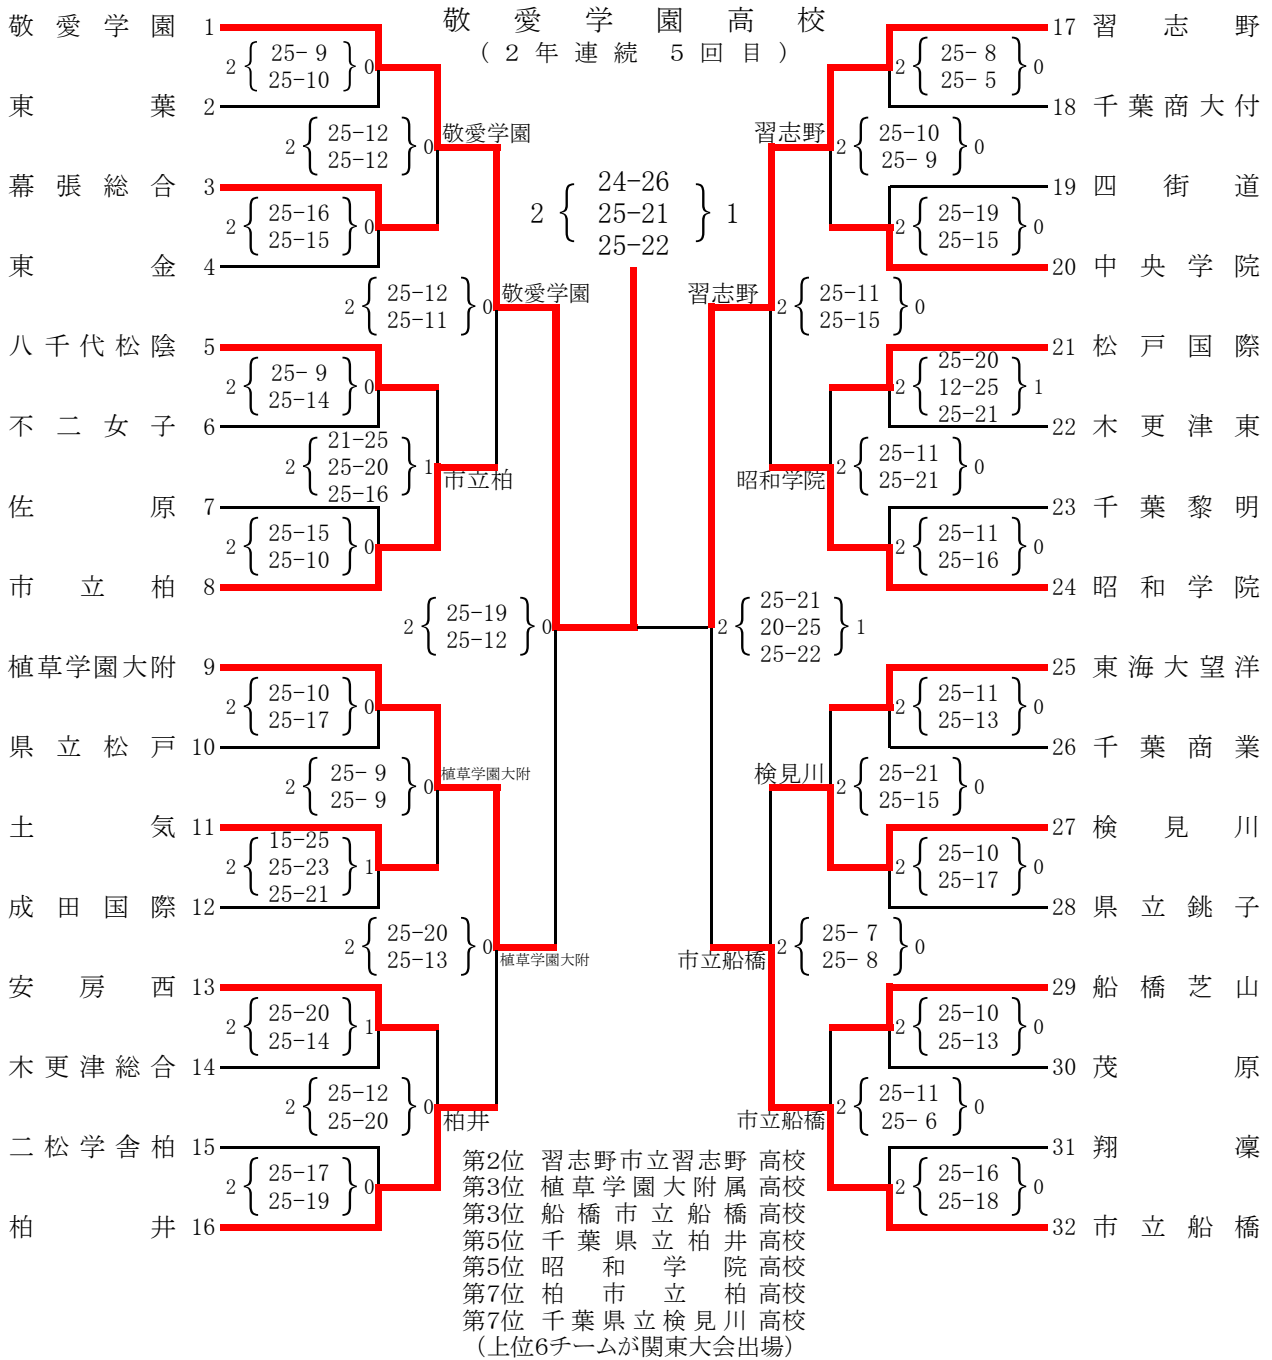 敬愛学園高校
(2年連続 5回目)
敬愛学園 1
2 25-9 0
25-10
東葉 2
2 25-12 0 敬愛学園
25-12
幕張総合 3
2 25-16 0
25-15
東金 4
2 25-12 0 敬愛学園
25-11
八千代松陰 5
2 25-9 0
25-14
不二女子 6
21-25
2 25-20 1 市立柏
25-16
佐原 7
2 25-15 0
25-10
市立柏 8
2 25-19 0
25-12
植草学園大附 9
2 25-10 0
25-17
県立松戸 10
2 25-9 0 植草学園大附
25-9
土気 11
15-25
2 25-23 1
25-21
成田国際 12
2 25-20 0 植草学園大附
25-13
安房西 13
2 25-20 1
25-14
木更津総合 14
2 25-12 0 柏井
25-20
二松学舎柏 15
2 25-17 0
25-19
柏井 16
24-26
2 25-21 1
25-22
17 習志野
2 25-8 0
25-5
18 千葉商大付
習志野 2 25-10 0
25-9
19 四街道
2 25-19 0
25-15
20 中央学院
習志野 2 25-11 0
25-15
21 松戸国際
25-20
2 12-25 1
25-21
22 木更津東
昭和学院 2 25-11 0
25-21
23 千葉黎明
2 25-11 0
25-16
24 昭和学院
25-21
2 20-25 1
25-22
25 東海大望洋
2 25-11 0
25-13
26 千葉商業
検見川 2 25-21 0
25-15
27 検見川
2 25-10 0
25-17
28 県立銚子
市立船橋 2 25-7 0
25-8
29 船橋芝山
2 25-10 0
25-13
30 茂原
市立船橋 2 25-11 0
25-6
31 翔凜
2 25-16 0
25-18
32 市立船橋
第2位 習志野市立習志野 高校
第3位 植草学園大附属 高校
第3位 船橋市立船橋 高校
第5位 千葉県立柏井 高校
第5位 昭和学院 高校
第7位 柏市立柏 高校
第7位 千葉県立検見川 高校
(上位6チームが関東大会出場)